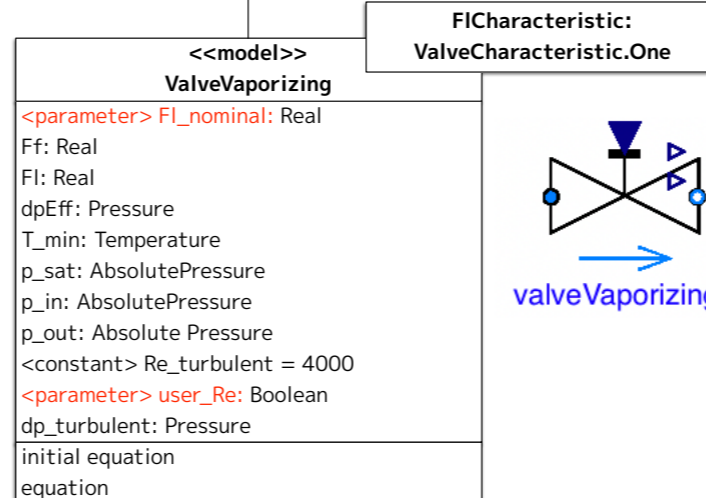 FlCharacteristic:
ValveCharacteristic.One
<<model>>
ValveVaporizing
<parameter> Fl_nominal: Real
Ff: Real
Fl: Real
dpEff: Pressure
T_min: Temperature
p_sat: AbsolutePressure
p_in: AbsolutePressure
p_out: Absolute Pressure
<constant> Re_turbulent = 4000
<parameter> user_Re: Boolean
dp_turbulent: Pressure
initial equation
equation
valveVaporizing